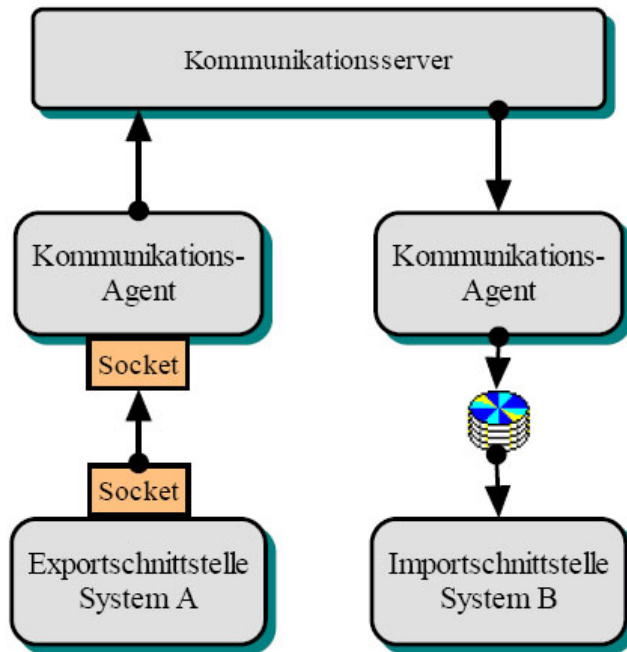 Kommunikationsserver
Kommunikations-
Agent
Kommunikations-
Agent
Socket
Socket
Exportschnittstelle
System A
Importschnittstelle
System B